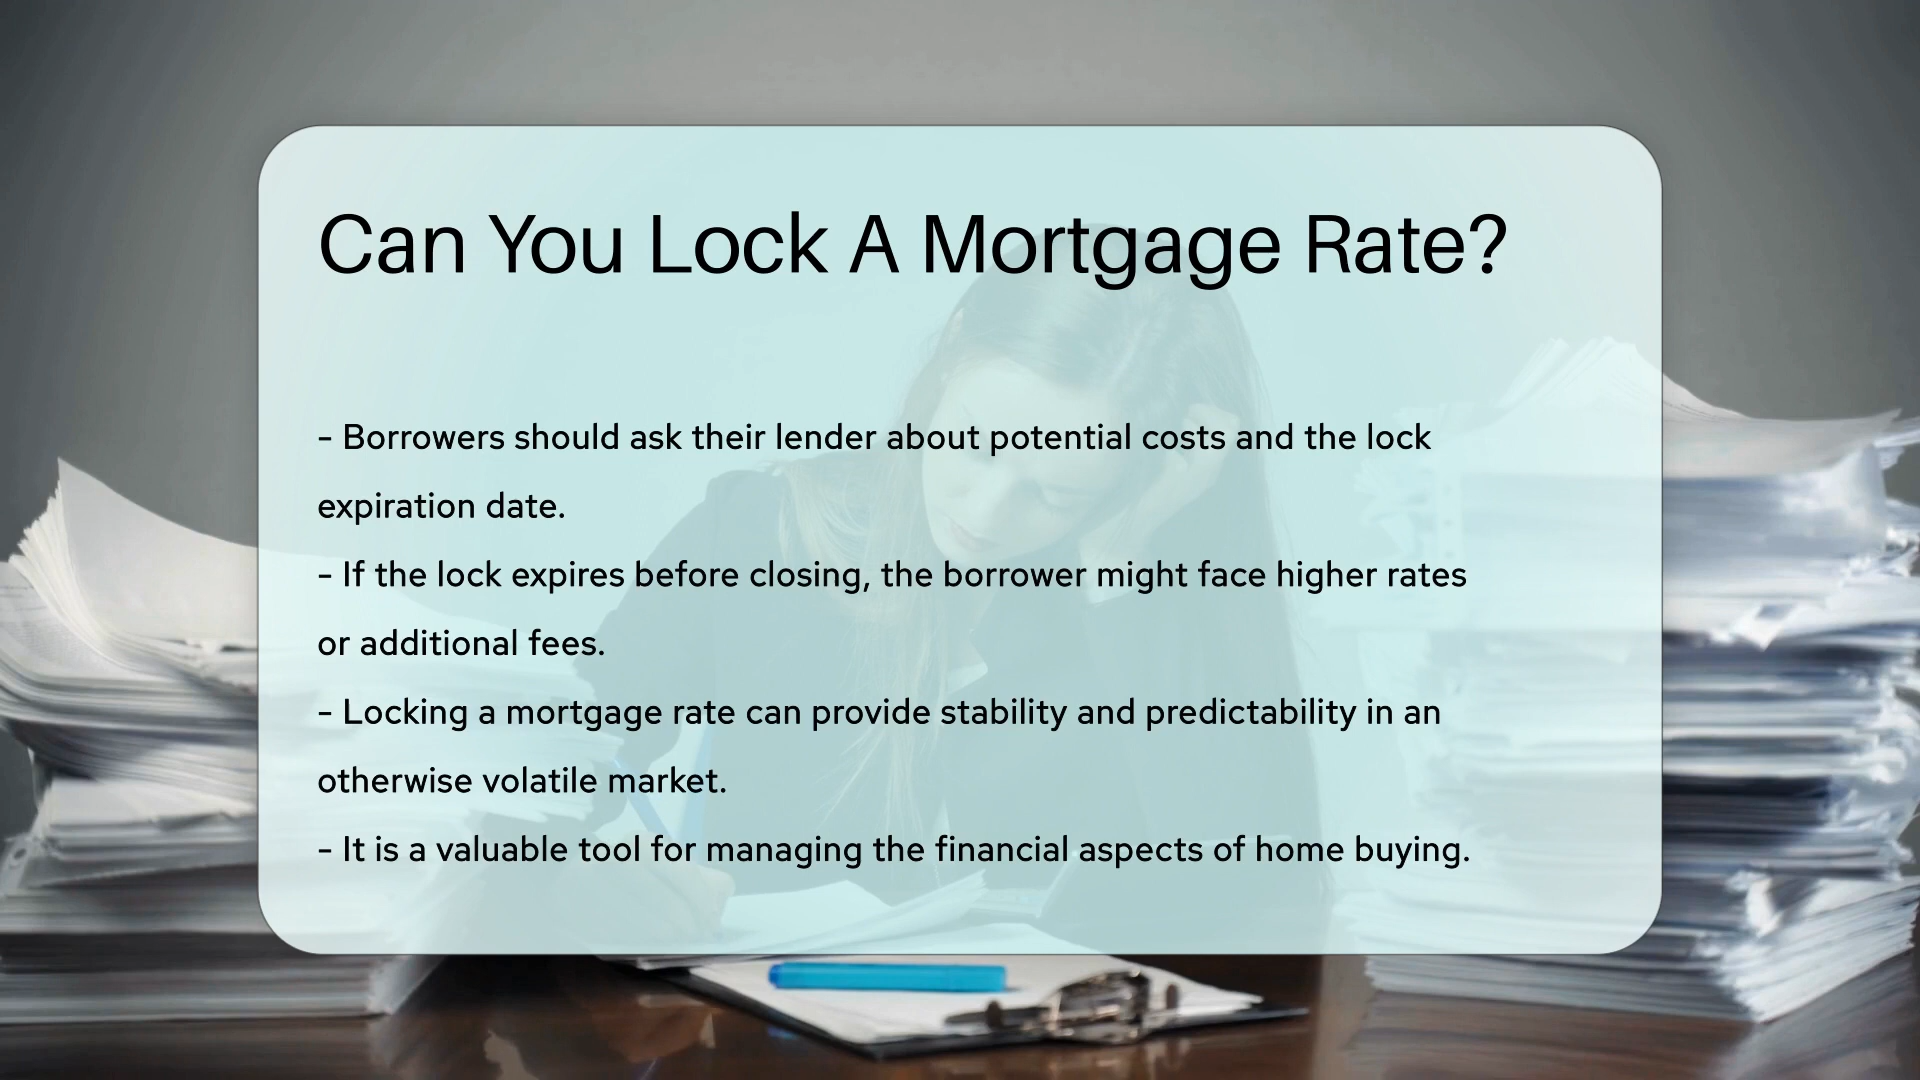 Can You Lock A Mortgage Rate?
- Borrowers should ask their lender about potential costs and the lock
expiration date.
- If the lock expires before closing, the borrower might face higher rates
or additional fees.
- Locking a mortgage rate can provide stability and predictability in an
otherwise volatile market.
- It is a valuable tool for managing the financial aspects of home buying.